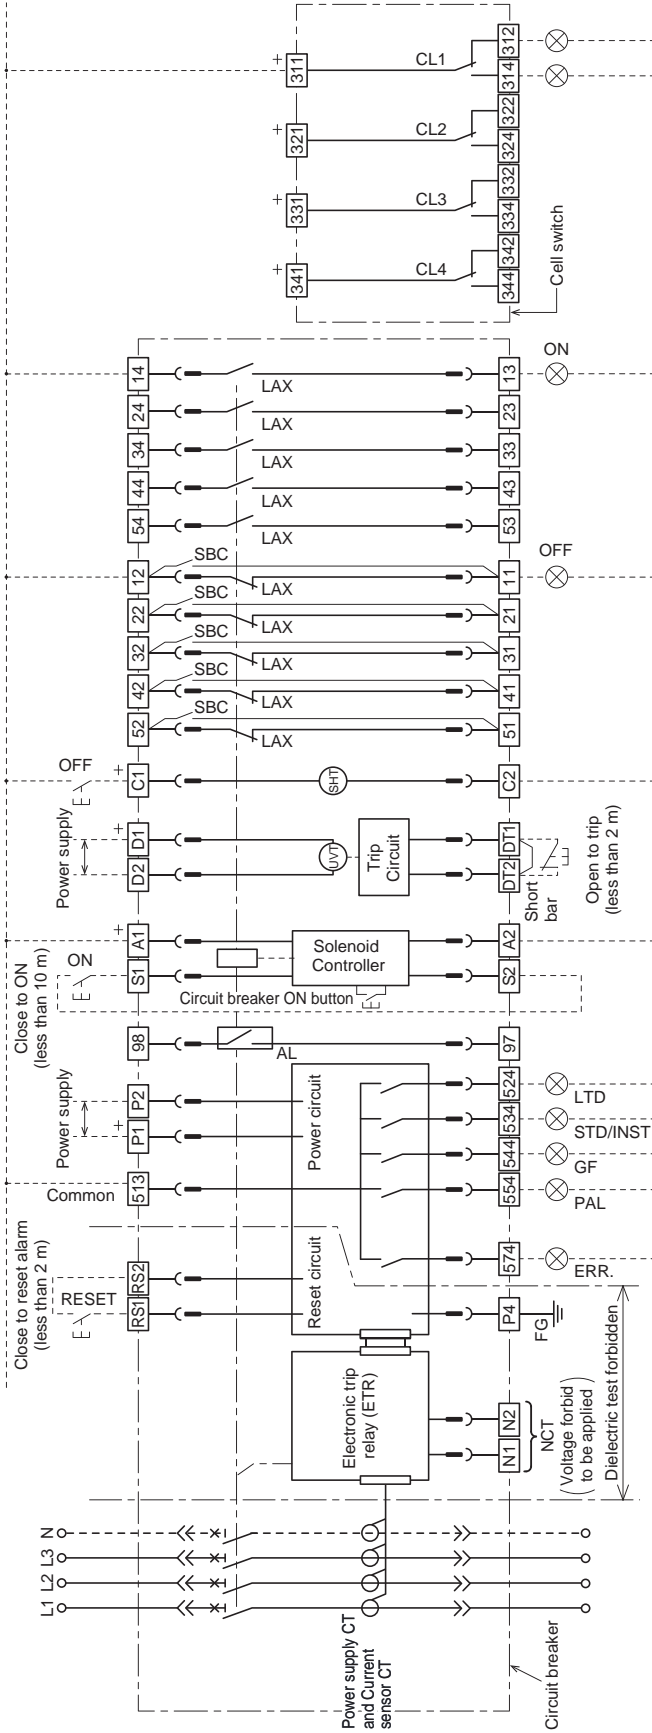 + 311 CL1 312
314
+ 321 CL2 322
324
+ 331 CL3 332
334
+ 341 CL4 342
344
Cell switch
ON
14 LAX 13
24 LAX 23
34 LAX 33
44 LAX 43
54 LAX 53
OFF
SBC
12 LAX 11
SBC
22 LAX 21
SBC
32 LAX 31
SBC
42 LAX 41
SBC
52 LAX 51
OFF + C1 SHT C2
Power supply
+ D1
D2
UVT
Trip
Circuit
DT1
DT2
Short
bar
Open to trip
(less than 2 m)
+ A1
S1
Solenoid
Controller
A2
S2
Close to ON
(less than 10 m)
ON
Circuit breaker ON button
98 AL 97
Power supply
P2
+ P1
Power circuit
524 LTD
534 STD/INST
544 GF
554 PAL
Common 513
574 ERR.
Close to reset alarm
(less than 2 m)
RESET
RS2
RS1
Reset circuit
P4 FG
Electronic trip
relay (ETR)
N2
N1
NCT
(Voltage forbid
to be applied)
Dielectric test forbidden
N
L3
L2
L1
Power supply CT
and Current
sensor CT
Circuit breaker